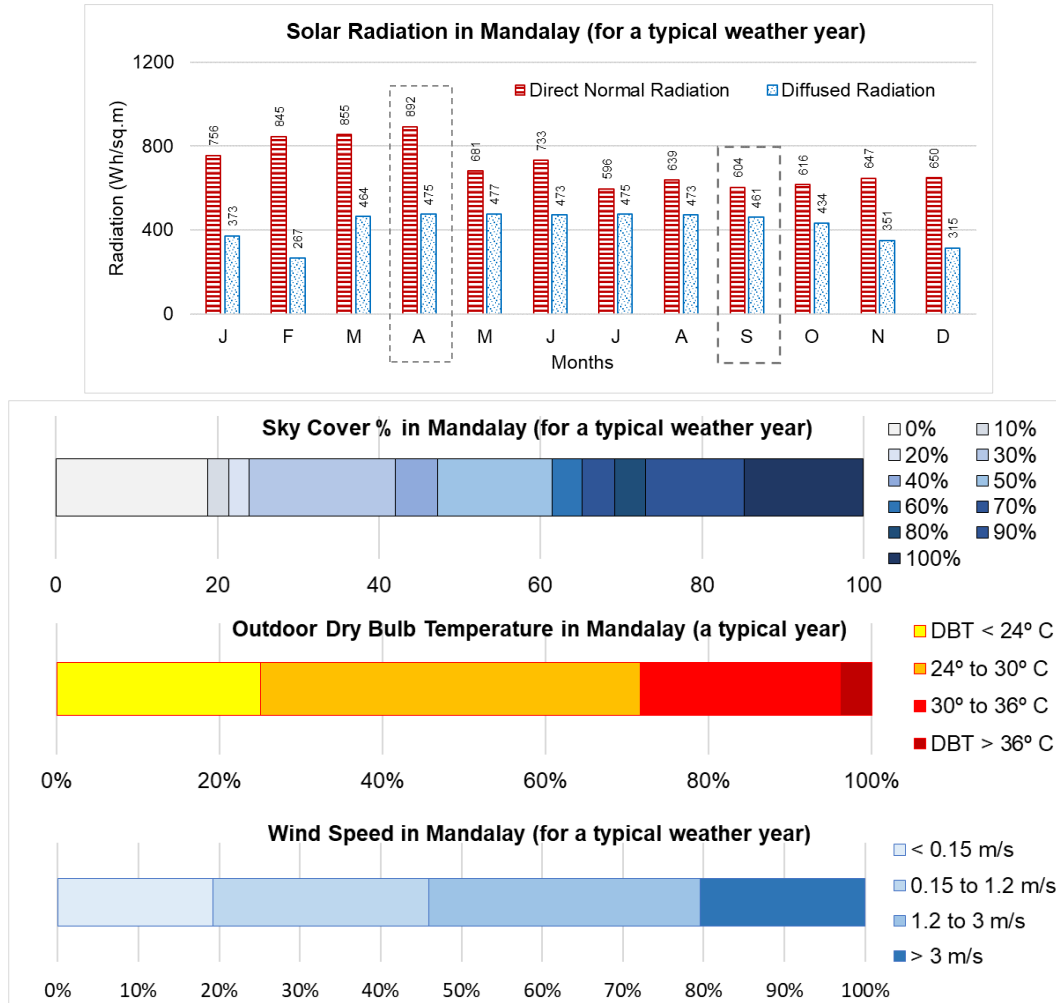 Solar Radiation in Mandalay (for a typical weather year)
Direct Normal Radiation Diffused Radiation
Radiation (Wh/sq.m)
1200
800
400
0
756 373 845 267 855 464 892 475 681 477 733 473 596 475 639 473 604 461 616 434 647 351 650 315
J F M A M J J A S O N D
Months
Sky Cover % in Mandalay (for a typical weather year)
0% 10%
20% 30%
40% 50%
60% 70%
80% 90%
100%
0 20 40 60 80 100
Outdoor Dry Bulb Temperature in Mandalay (a typical year)
DBT < 24º C
24º to 30º C
30º to 36º C
DBT > 36º C
0% 20% 40% 60% 80% 100%
Wind Speed in Mandalay (for a typical weather year)
< 0.15 m/s
0.15 to 1.2 m/s
1.2 to 3 m/s
> 3 m/s
0% 10% 20% 30% 40% 50% 60% 70% 80% 90% 100%